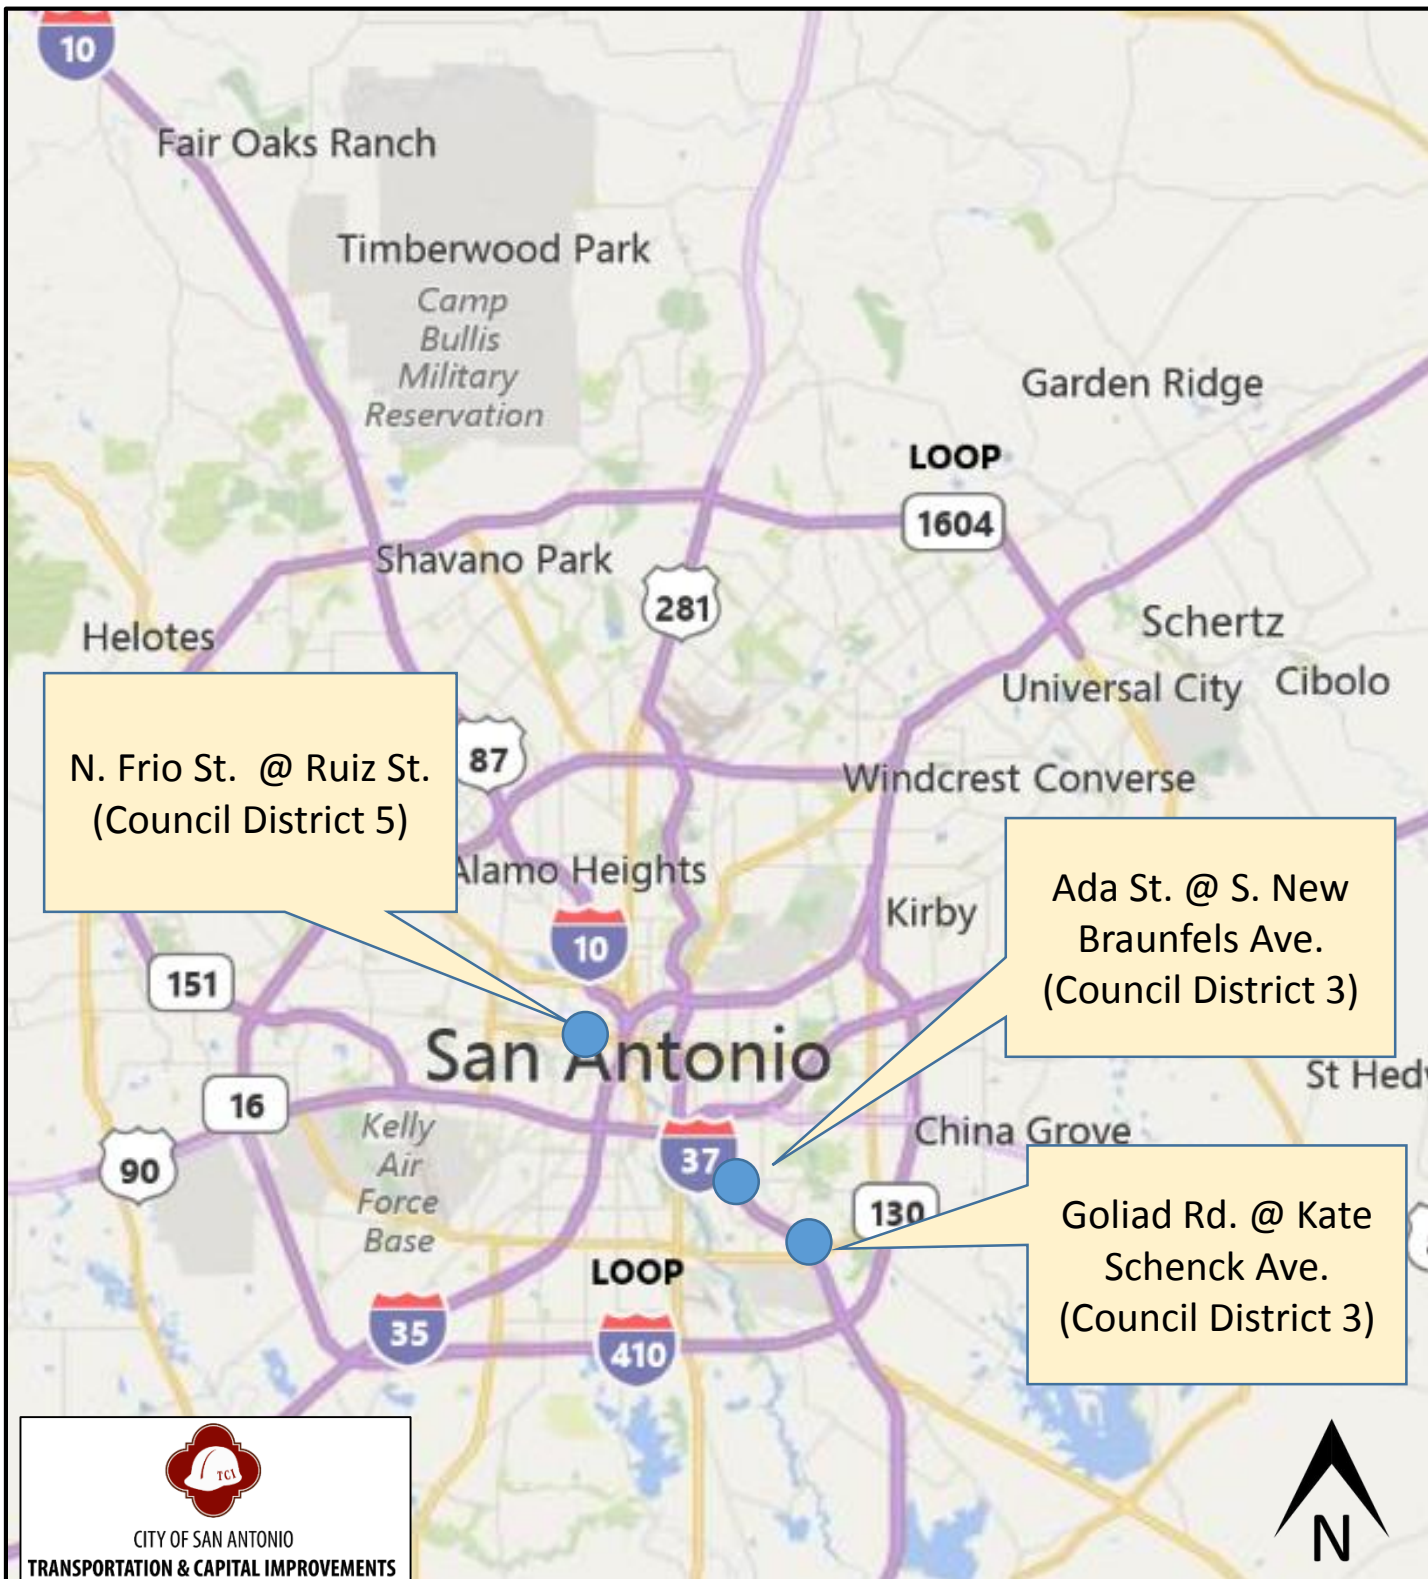 10
Fair Oaks Ranch
Timberwood Park
Camp
Bullis
Military
Reservation
Garden Ridge
LOOP
1604
Shavano Park
281
Helotes
Schertz
Universal City
Cibolo
N. Frio St. @ Ruiz St.
(Council District 5)
87
Windcrest Converse
Alamo Heights
Kirby
Ada St. @ S. New
Braunfels Ave.
(Council District 3)
10
151
San Antonio
St Hedw
16
Kelly
Air
Force
Base
China Grove
37
90
130
Goliad Rd. @ Kate
Schenck Ave.
(Council District 3)
LOOP
35
410
TCI
CITY OF SAN ANTONIO
TRANSPORTATION & CAPITAL IMPROVEMENTS
N